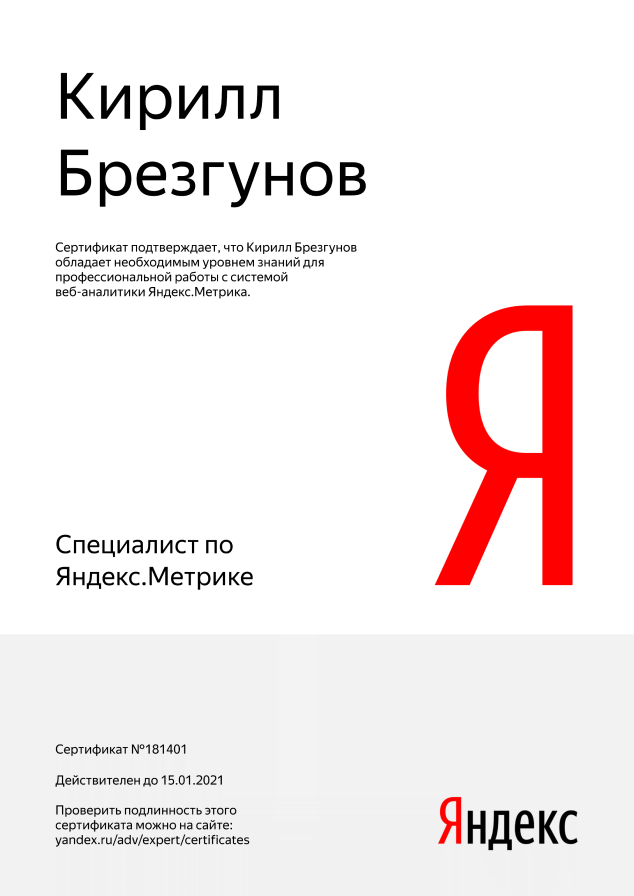 Кирилл
Брезгунов
Сертификат подтверждает, что Кирилл Брезгунов
обладает необходимым уровнем знаний для
профессиональной работы с системой
веб-аналитики Яндекс.Метрика.
Я
Специалист по
Яндекс.Метрике
Сертификат №181401
Действителен до 15.01.2021
Проверить подлинность этого
сертификата можно на сайте:
yandex.ru/adv/expert/certificates
Яндекс